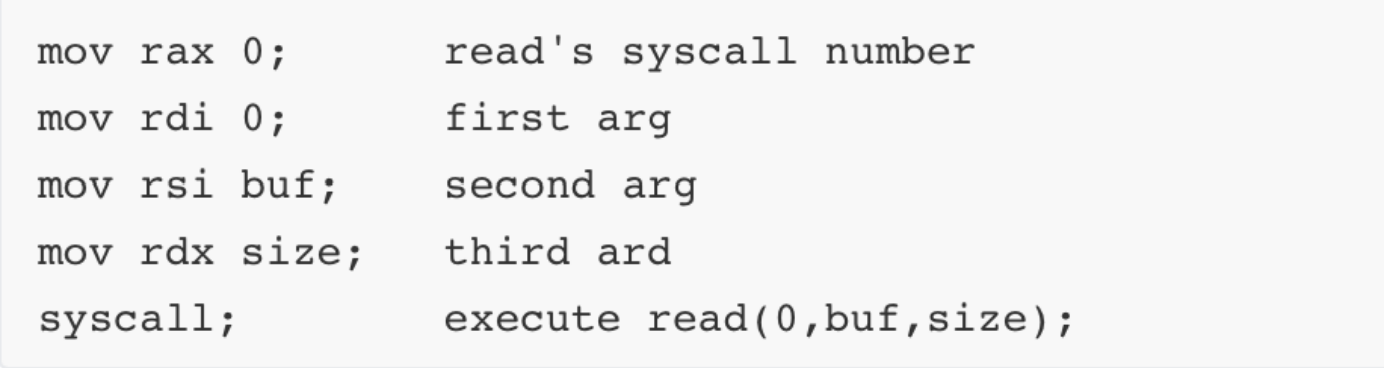 mov rax 0;      read's syscall number
mov rdi 0;      first arg
mov rsi buf;    second arg
mov rdx size;   third ard
syscall;        execute read(0,buf,size);